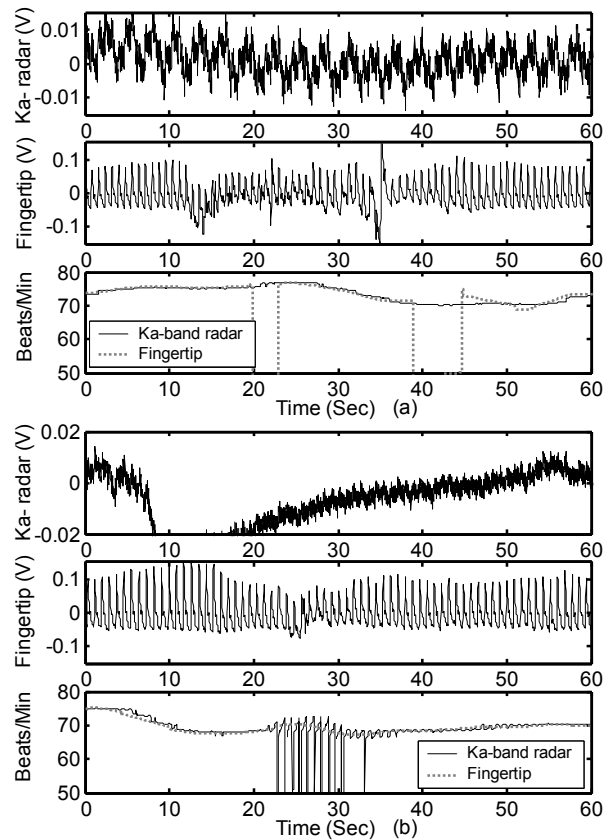 Ka- radar (V)
0.01
0
-0.01
0 10 20 30 40 50 60
Fingertip (V)
0.1
0
-0.1
0 10 20 30 40 50 60
Beats/Min
80
70
60
50
Ka-band radar
Fingertip
0 10 20 30 40 50 60
Time (Sec) (a)
Ka- radar (V)
0.02
0
-0.02
0 10 20 30 40 50 60
Fingertip (V)
0.1
0
-0.1
0 10 20 30 40 50 60
Beats/Min
80
70
60
50
Ka-band radar
Fingertip
0 10 20 30 40 50 60
Time (Sec) (b)